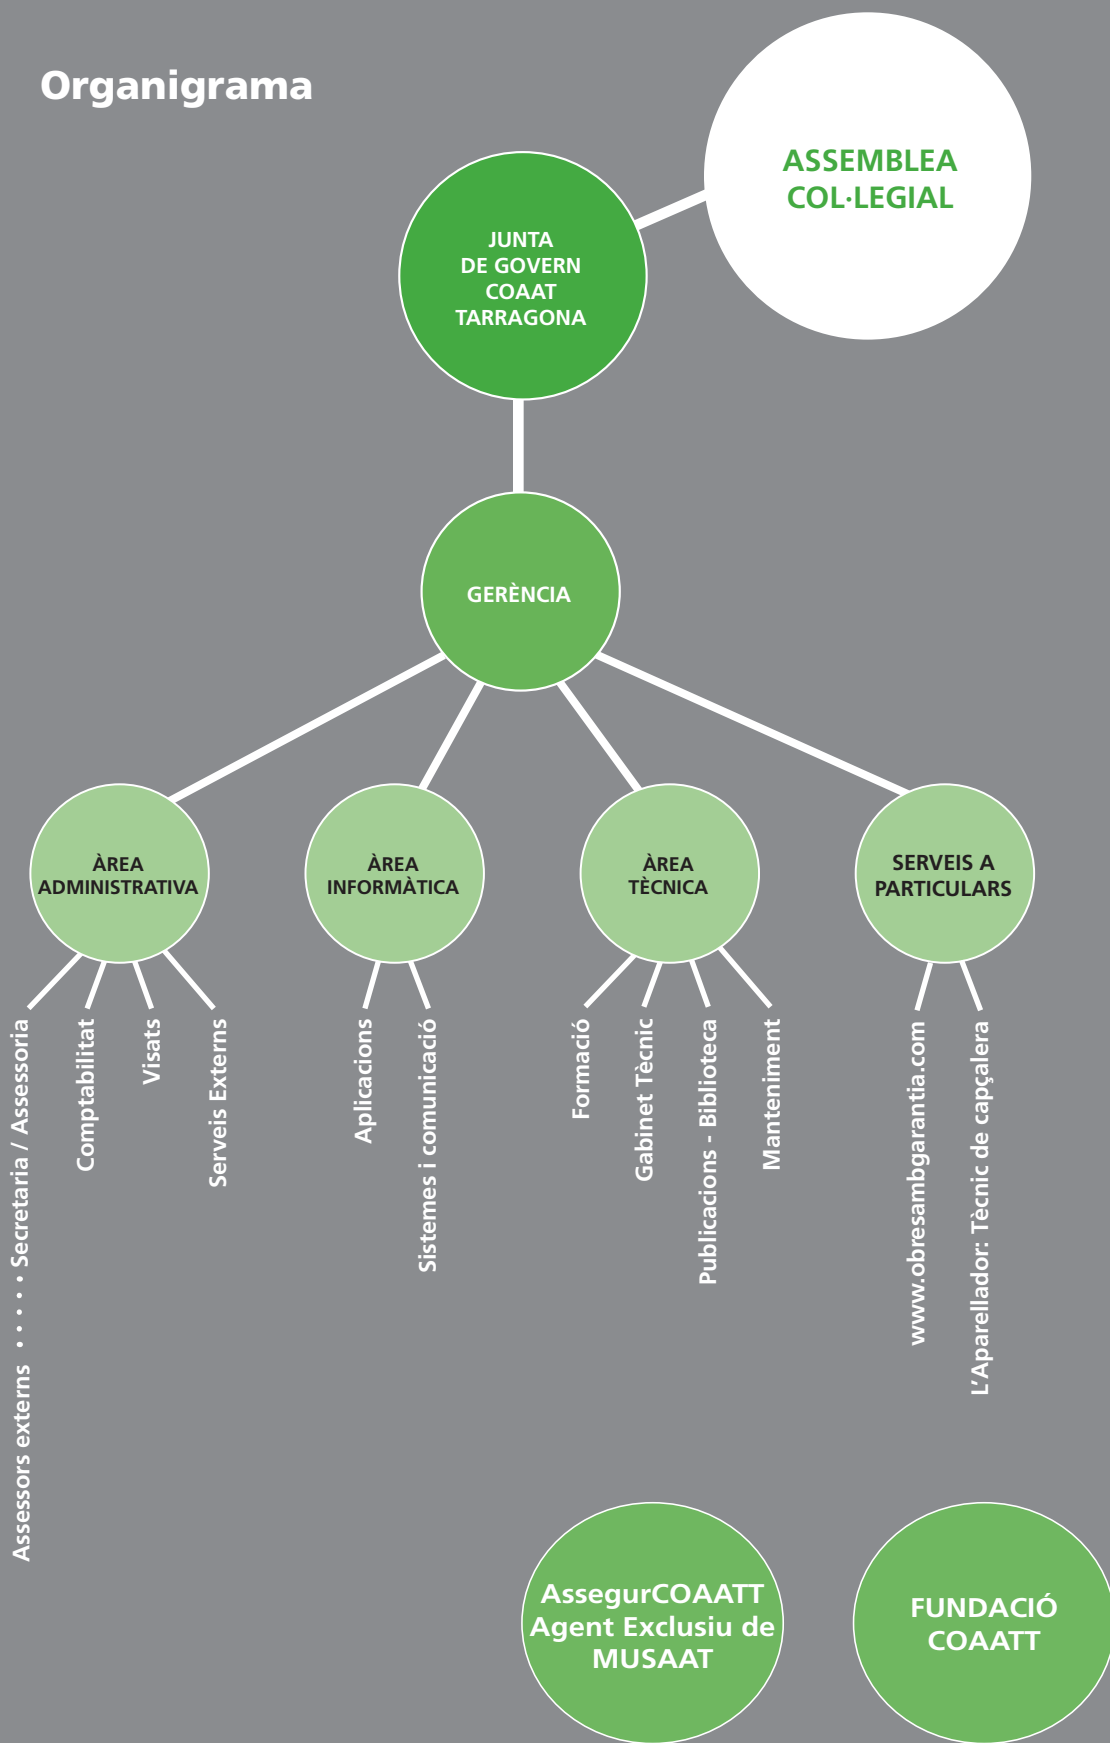 Organigrama
ASSEMBLEA
COL·LEGIAL
JUNTA
DE GOVERN
COAAT
TARRAGONA
GERÈNCIA
ÀREA
ADMINISTRATIVA
ÀREA
INFORMÀTICA
ÀREA
TÈCNICA
SERVEIS A
PARTICULARS
Assessors externs · · · · · Secretaria / Assessoria
Comptabilitat
Visats
Serveis Externs
Aplicacions
Sistemes i comunicació
Formació
Gabinet Tècnic
Publicacions - Biblioteca
Manteniment
www.obresambgarantia.com
L'Aparellador: Tècnic de capçalera
AssegurCOAATT
Agent Exclusiu de
MUSAAT
FUNDACIÓ
COAATT